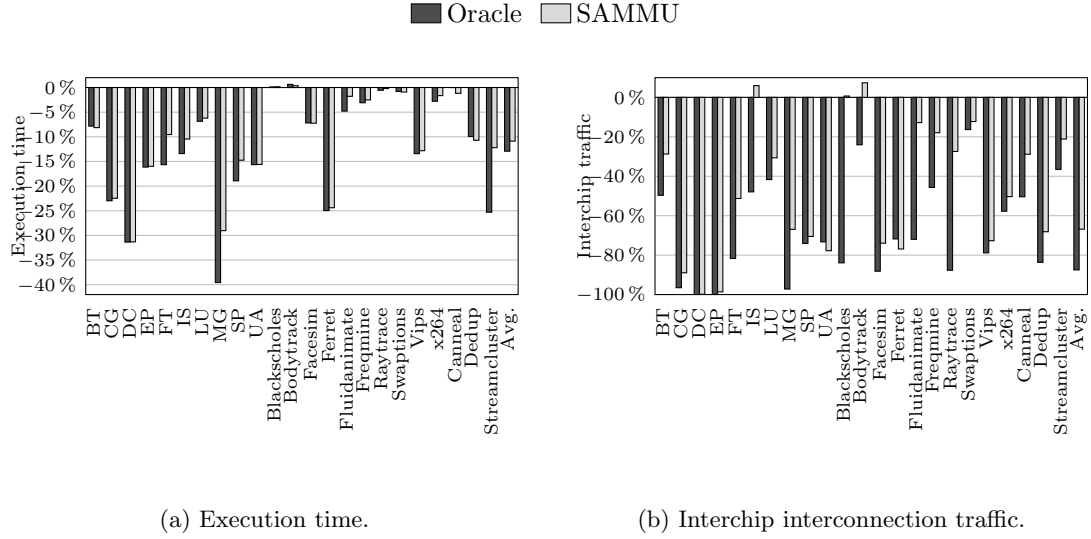 Oracle SAMMU
Execution time
0 %
−5 %
−10 %
−15 %
−20 %
−25 %
−30 %
−35 %
−40 %
BT
CG
DC
EP
FT
IS
LU
MG
SP
UA
Blackscholes
Bodytrack
Facesim
Ferret
Fluidanimate
Freqmine
Raytrace
Swaptions
Vips
x264
Canneal
Dedup
Streamcluster
Avg.
(a) Execution time.
Interchip traffic
0 %
−20 %
−40 %
−60 %
−80 %
−100 %
BT
CG
DC
EP
FT
IS
LU
MG
SP
UA
Blackscholes
Bodytrack
Facesim
Ferret
Fluidanimate
Freqmine
Raytrace
Swaptions
Vips
x264
Canneal
Dedup
Streamcluster
Avg.
(b) Interchip interconnection traffic.